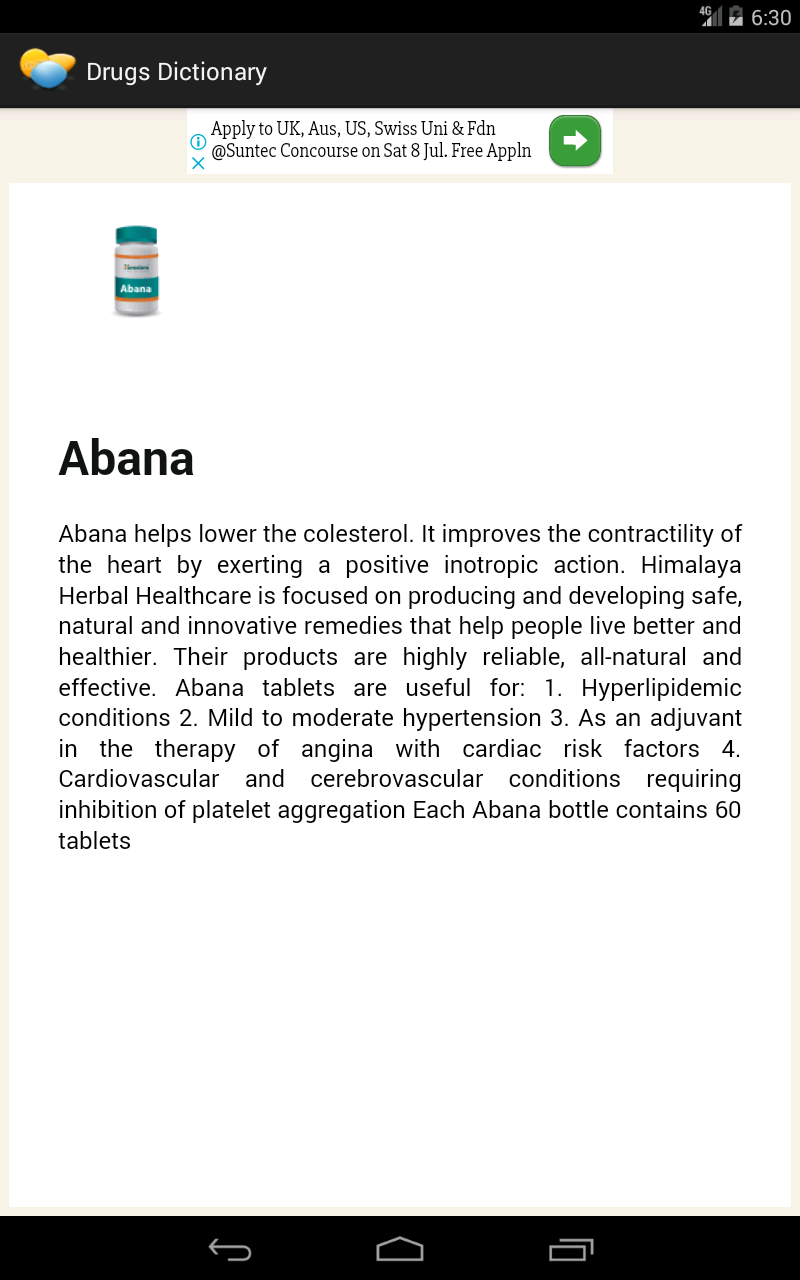 4G 6:30
Drugs Dictionary
Apply to UK, Aus, US, Swiss Uni & Fdn
@Suntec Concourse on Sat 8 Jul. Free Appln
Abana
Abana
Abana helps lower the colesterol. It improves the contractility of
the heart by exerting a positive inotropic action. Himalaya
Herbal Healthcare is focused on producing and developing safe,
natural and innovative remedies that help people live better and
healthier. Their products are highly reliable, all-natural and
effective. Abana tablets are useful for: 1. Hyperlipidemic
conditions 2. Mild to moderate hypertension 3. As an adjuvant
in the therapy of angina with cardiac risk factors 4.
Cardiovascular and cerebrovascular conditions requiring
inhibition of platelet aggregation Each Abana bottle contains 60
tablets